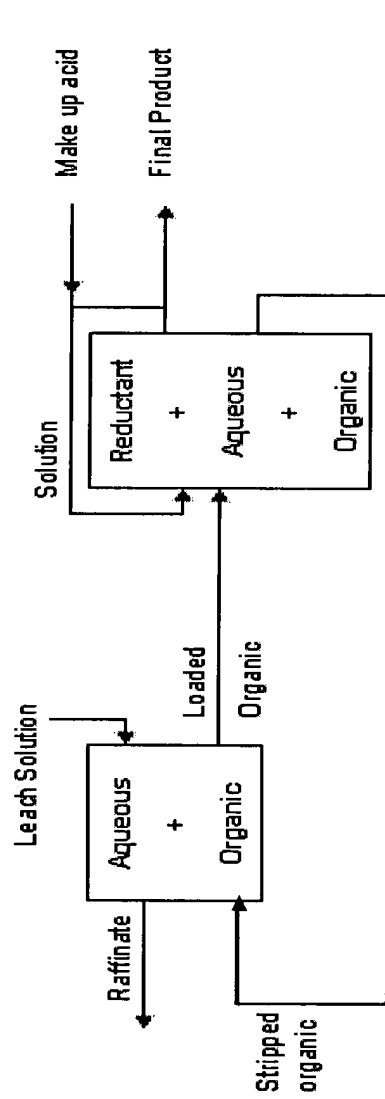 Leach Solution
Raffinate
Aqueous
+
Organic
Stripped
organic
Loaded
Organic
Solution
Reductant
+
Aqueous
+
Organic
Make up acid
Final Product